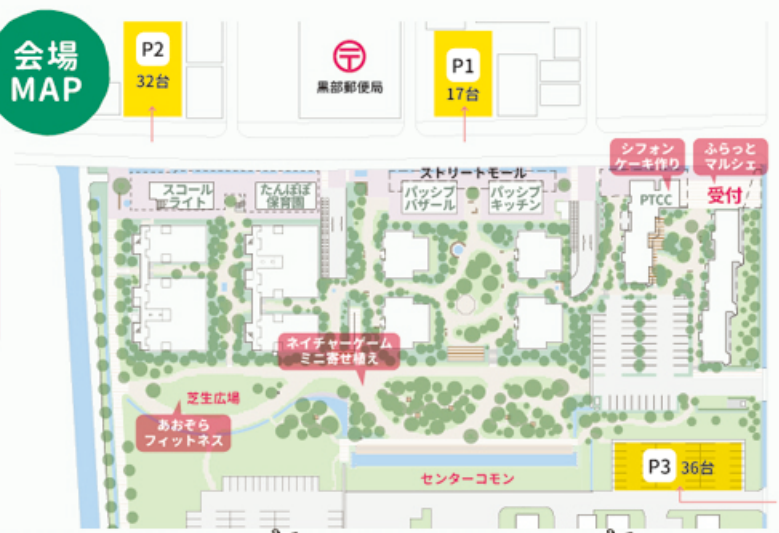 会場
MAP
P2
32台
〒
黒部郵便局
P1
17台
シフォン
ケーキ作り
ふらっと
マルシェ
ストリートモール
スコール
ライト
たんぽぽ
保育園
パッシブ
バザール
パッシブ
キッチン
PTCC
受付
ネイチャーゲーム
ミニ寄せ植え
芝生広場
あおぞら
フィットネス
センターコモン
P3 36台